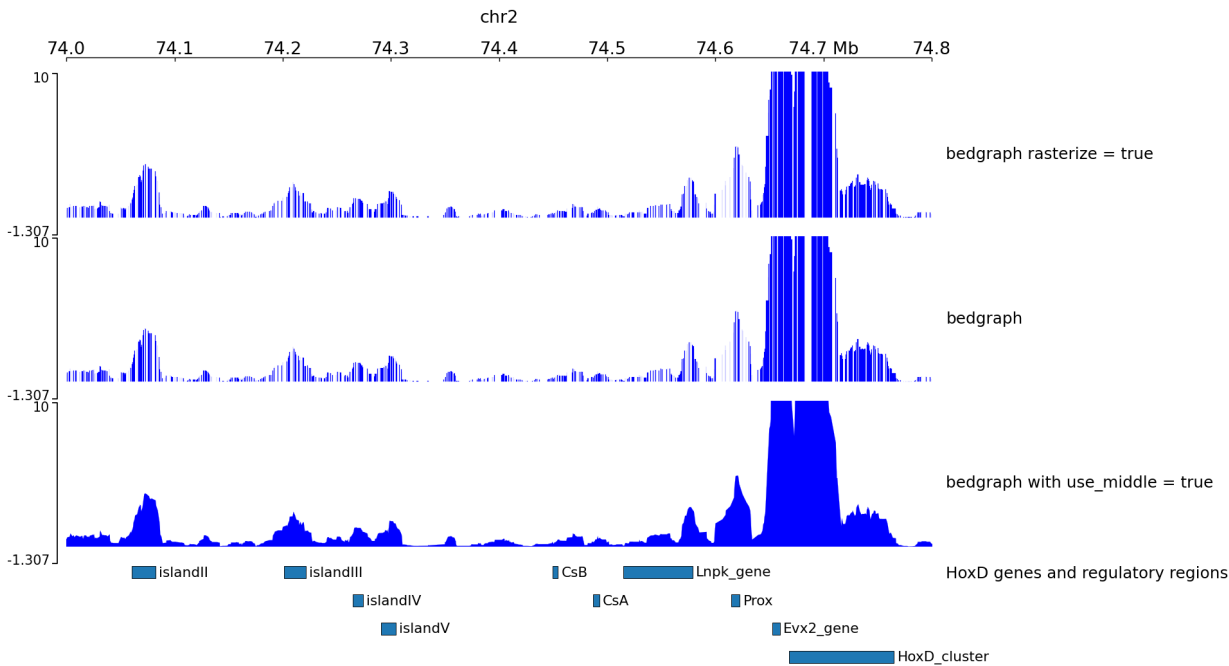 chr2
74.0 74.1 74.2 74.3 74.4 74.5 74.6 74.7 Mb 74.8
10
bedgraph rasterize = true
-1.307
10
bedgraph
-1.307
10
bedgraph with use_middle = true
-1.307
islandII islandIII CsB Lnpk_gene HoxD genes and regulatory regions
islandIV CsA Prox
islandV Evx2_gene
HoxD_cluster